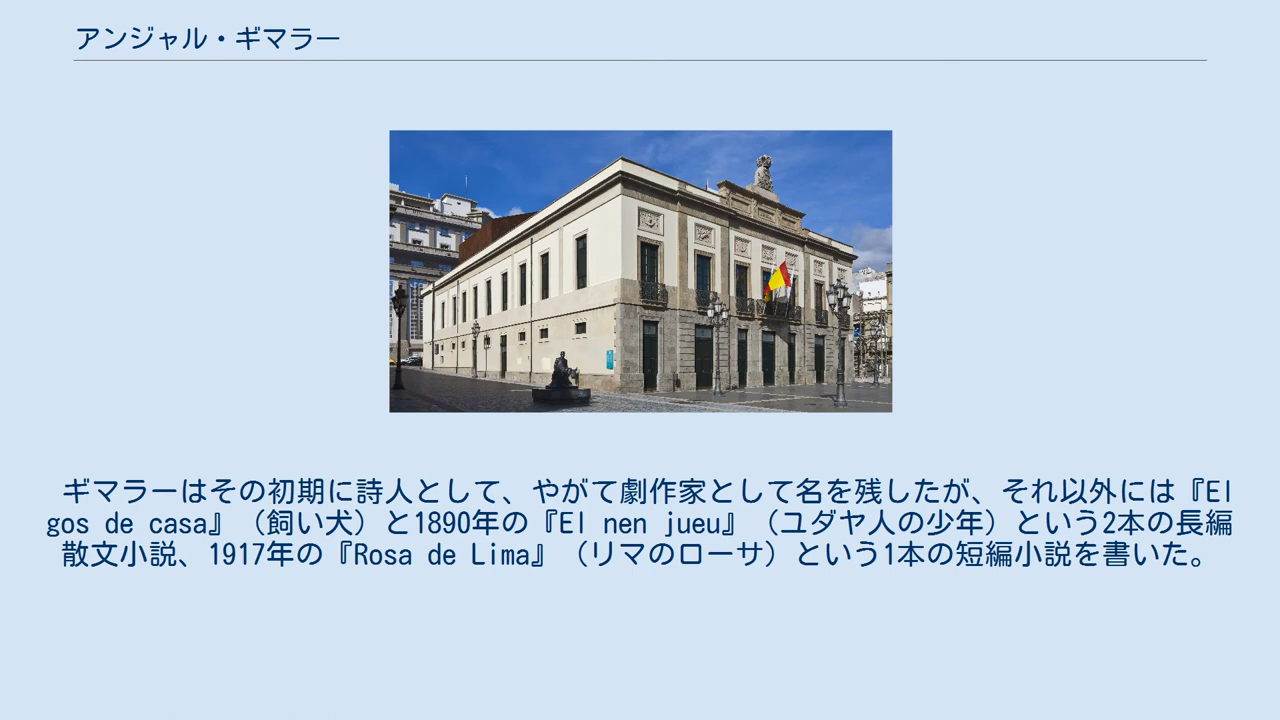 アンジャル・ギマラー
ギマラーはその初期に詩人として、やがて劇作家として名を残したが、それ以外には『El
gos de casa』（飼い犬）と1890年の『El nen jueu』（ユダヤ人の少年）という2本の長編
散文小説、1917年の『Rosa de Lima』（リマのローサ）という1本の短編小説を書いた。